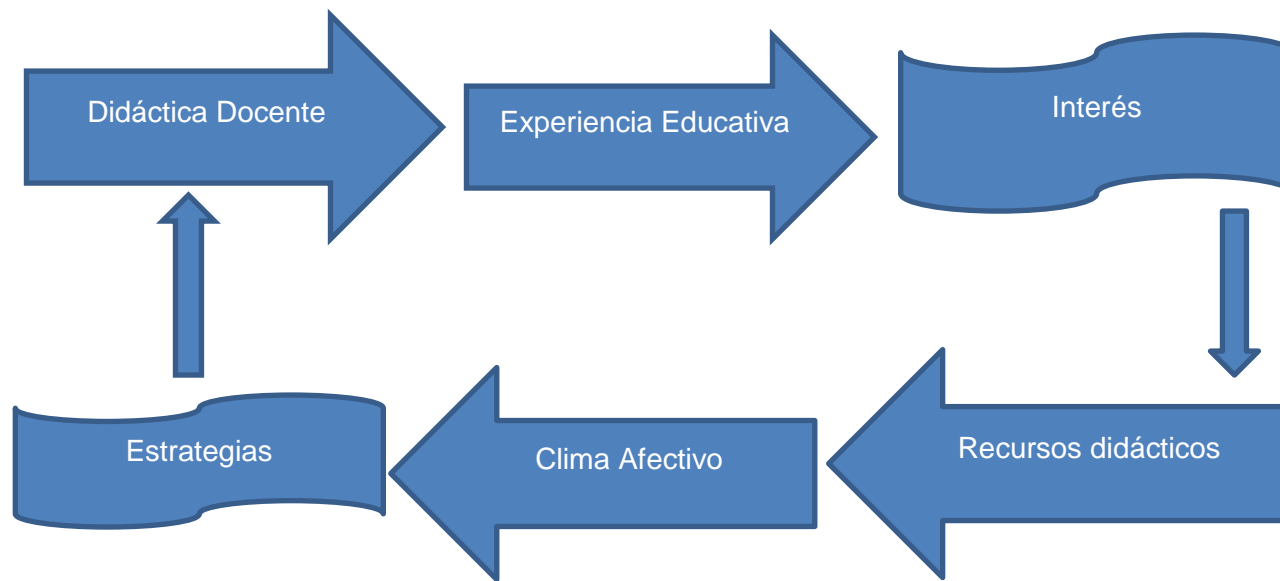 Didáctica Docente
Experiencia Educativa
Interés
Estrategias
Clima Afectivo
Recursos didácticos